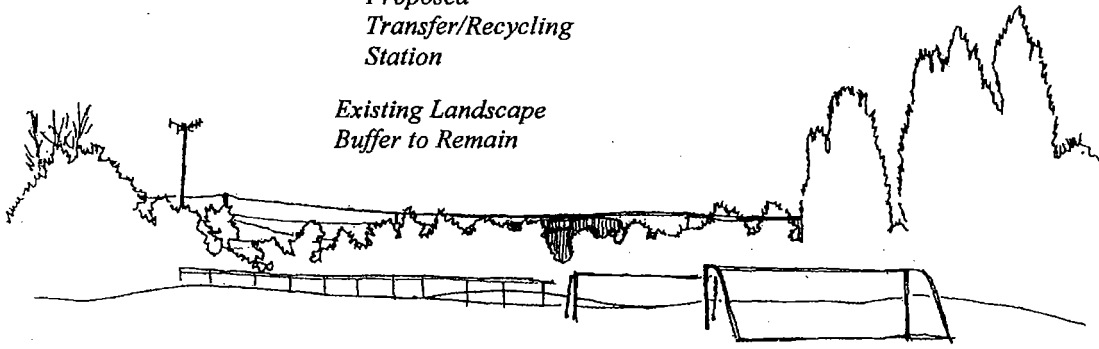 Proposed
Transfer/Recycling
Station
Existing Landscape
Buffer to Remain